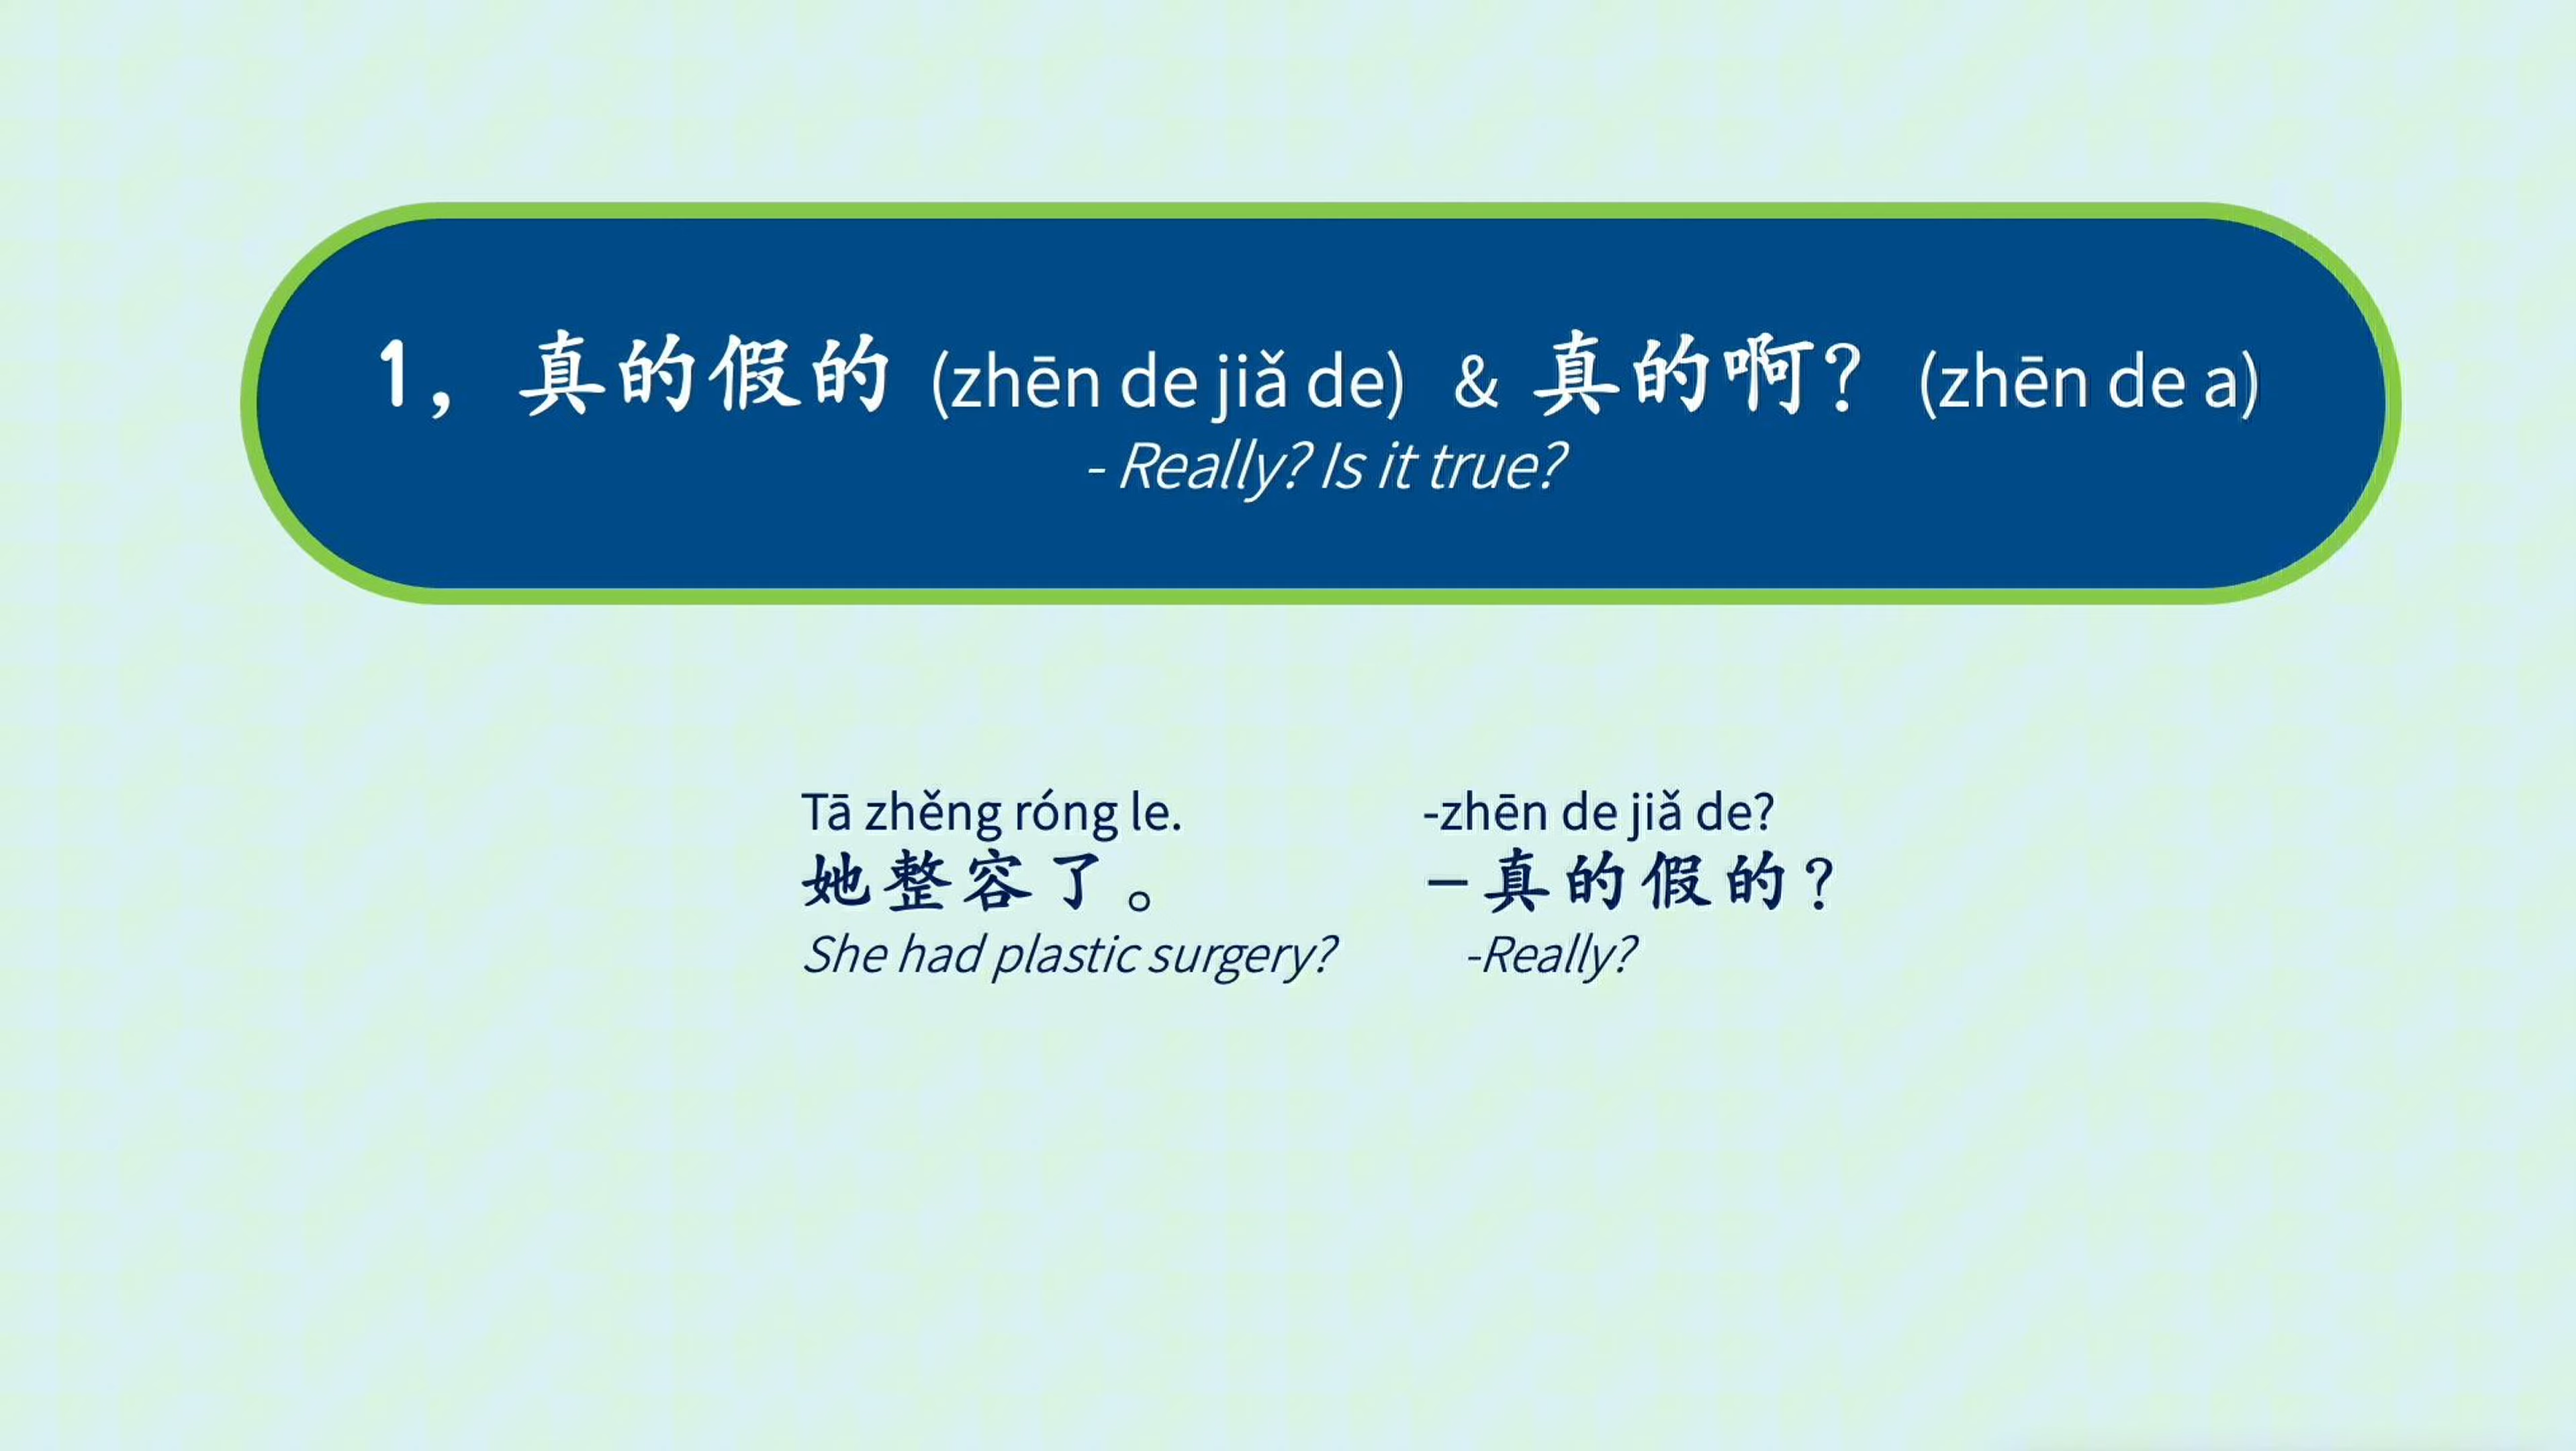 1，真的假的 (zhēn de jiǎ de) & 真的啊？ (zhēn de a)
- Really? Is it true?
Tā zhěng róng le.
她整容了。
She had plastic surgery?
-zhēn de jiǎ de?
－真的假的？
-Really?